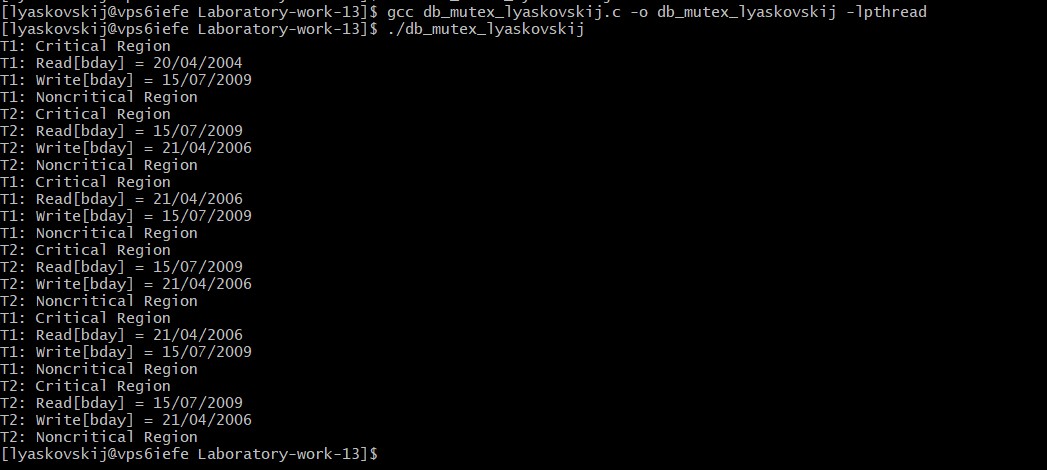 [lyaskovskij@vps6iefe Laboratory-work-13]$ gcc db_mutex_lyaskovskij.c -o db_mutex_lyaskovskij -lpthread
[lyaskovskij@vps6iefe Laboratory-work-13]$ ./db_mutex_lyaskovskij
T1: Critical Region
T1: Read[bday] = 20/04/2004
T1: Write[bday] = 15/07/2009
T1: Noncritical Region
T2: Critical Region
T2: Read[bday] = 15/07/2009
T2: Write[bday] = 21/04/2006
T2: Noncritical Region
T1: Critical Region
T1: Read[bday] = 21/04/2006
T1: Write[bday] = 15/07/2009
T1: Noncritical Region
T2: Critical Region
T2: Read[bday] = 15/07/2009
T2: Write[bday] = 21/04/2006
T2: Noncritical Region
T1: Critical Region
T1: Read[bday] = 21/04/2006
T1: Write[bday] = 15/07/2009
T1: Noncritical Region
T2: Critical Region
T2: Read[bday] = 15/07/2009
T2: Write[bday] = 21/04/2006
T2: Noncritical Region
[lyaskovskij@vps6iefe Laboratory-work-13]$